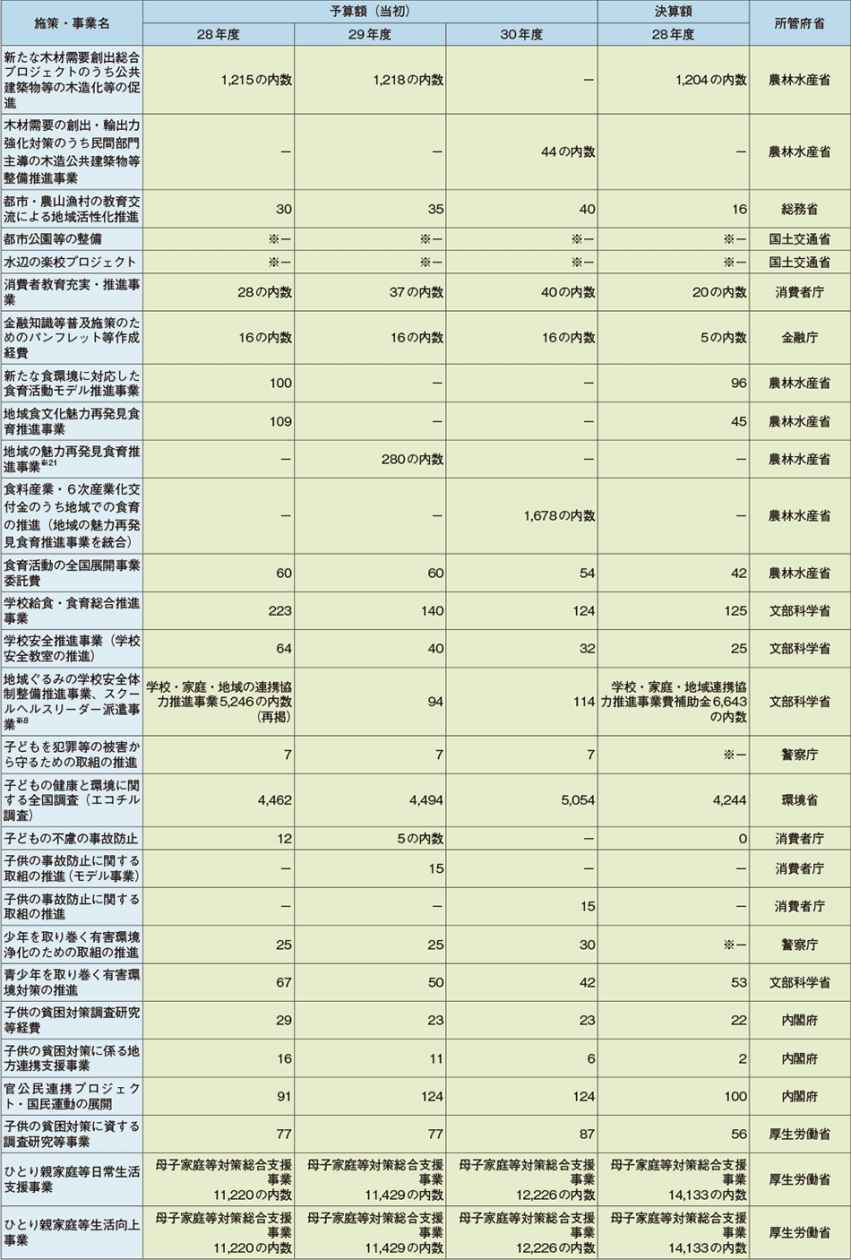 施策・事業名
予算額（当初）
決算額
所管府省
28年度
29年度
30年度
28年度
新たな木材需要創出総合
プロジェクトのうち公共
建築物等の木造化等の促
進
1,215の内数
1,218の内数
－
1,204の内数
農林水産省
木材需要の創出・輸出力
強化対策のうち民間部門
主導の木造公共建築物等
整備推進事業
－
－
44の内数
－
農林水産省
都市・農山漁村の教育交
流による地域活性化推進
30
35
40
16
総務省
都市公園等の整備
※－
※－
※－
※－
国土交通省
水辺の楽校プロジェクト
※－
※－
※－
※－
国土交通省
消費者教育充実・推進事
業
28の内数
37の内数
40の内数
20の内数
消費者庁
金融知識等普及施策のた
めのパンフレット等作成
経費
16の内数
16の内数
16の内数
5の内数
金融庁
新たな食環境に対応した
食育活動モデル推進事業
100
－
－
96
農林水産省
地域食文化魅力再発見食
育推進事業
109
－
－
45
農林水産省
地域の魅力再発見食育推
進事業※21
－
280の内数
－
－
農林水産省
食料産業・６次産業化交
付金のうち地域での食育
の推進（地域の魅力再発
見食育推進事業を統合）
－
－
1,678の内数
－
農林水産省
食育活動の全国展開事業
委託費
60
60
54
42
農林水産省
学校給食・食育総合推進
事業
223
140
124
125
文部科学省
学校安全推進事業（学校
安全教室の推進）
64
40
32
25
文部科学省
地域ぐるみの学校安全体
制整備推進事業、スクー
ルヘルスリーダー派遣事
業
学校・家庭・地域の連携協
力推進事業5,246の内数
（再掲）
94
114
学校・家庭・地域連携協
力推進事業費補助金6,643
の内数
文部科学省
子どもを犯罪等の被害か
ら守るための取組の推進
7
7
7
※－
警察庁
子どもの健康と環境に関
する全国調査（エコチル
調査）
4,462
4,494
5,054
4,244
環境省
子どもの不慮の事故防止
12
5の内数
－
0
消費者庁
子供の事故防止に関する
取組の推進（モデル事業）
－
15
－
－
消費者庁
子供の事故防止に関する
取組の推進
－
－
15
－
消費者庁
少年を取り巻く有害環境
浄化のための取組の推進
25
25
30
※－
警察庁
青少年を取り巻く有害環
境対策の推進
67
50
42
53
文部科学省
子供の貧困対策調査研究
等経費
29
23
23
22
内閣府
子供の貧困対策に係る地
方連携支援事業
16
11
6
2
内閣府
官公民連携プロジェク
ト・国民運動の展開
91
124
124
100
内閣府
子供の貧困対策に資する
調査研究等事業
77
77
87
56
厚生労働省
ひとり親家庭等日常生活
支援事業
母子家庭等対策総合支援
事業
11,220の内数
母子家庭等対策総合支援
事業
11,429の内数
母子家庭等対策総合支援
事業
12,226の内数
母子家庭等対策総合支援
事業
14,133の内数
厚生労働省
ひとり親家庭等生活向上
事業
母子家庭等対策総合支援
事業
11,220の内数
母子家庭等対策総合支援
事業
11,429の内数
母子家庭等対策総合支援
事業
12,226の内数
母子家庭等対策総合支援
事業
14,133の内数
厚生労働省